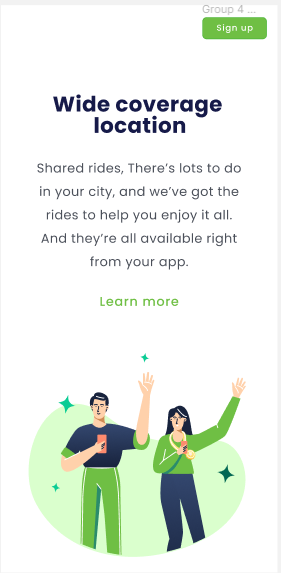 Group 4 ...
Sign up
Wide coverage
location
Shared rides, There's lots to do
in your city, and we've got the
rides to help you enjoy it all.
And they're all available right
from your app.
Learn more